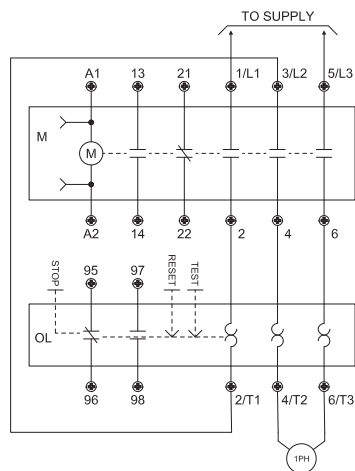 TO SUPPLY
A1 13 21 1/L1 3/L2 5/L3
M
M
A2 14 22 2 4 6
STOP 95 97 RESET TEST
OL
96 98 2/T1 4/T2 6/T3
1PH